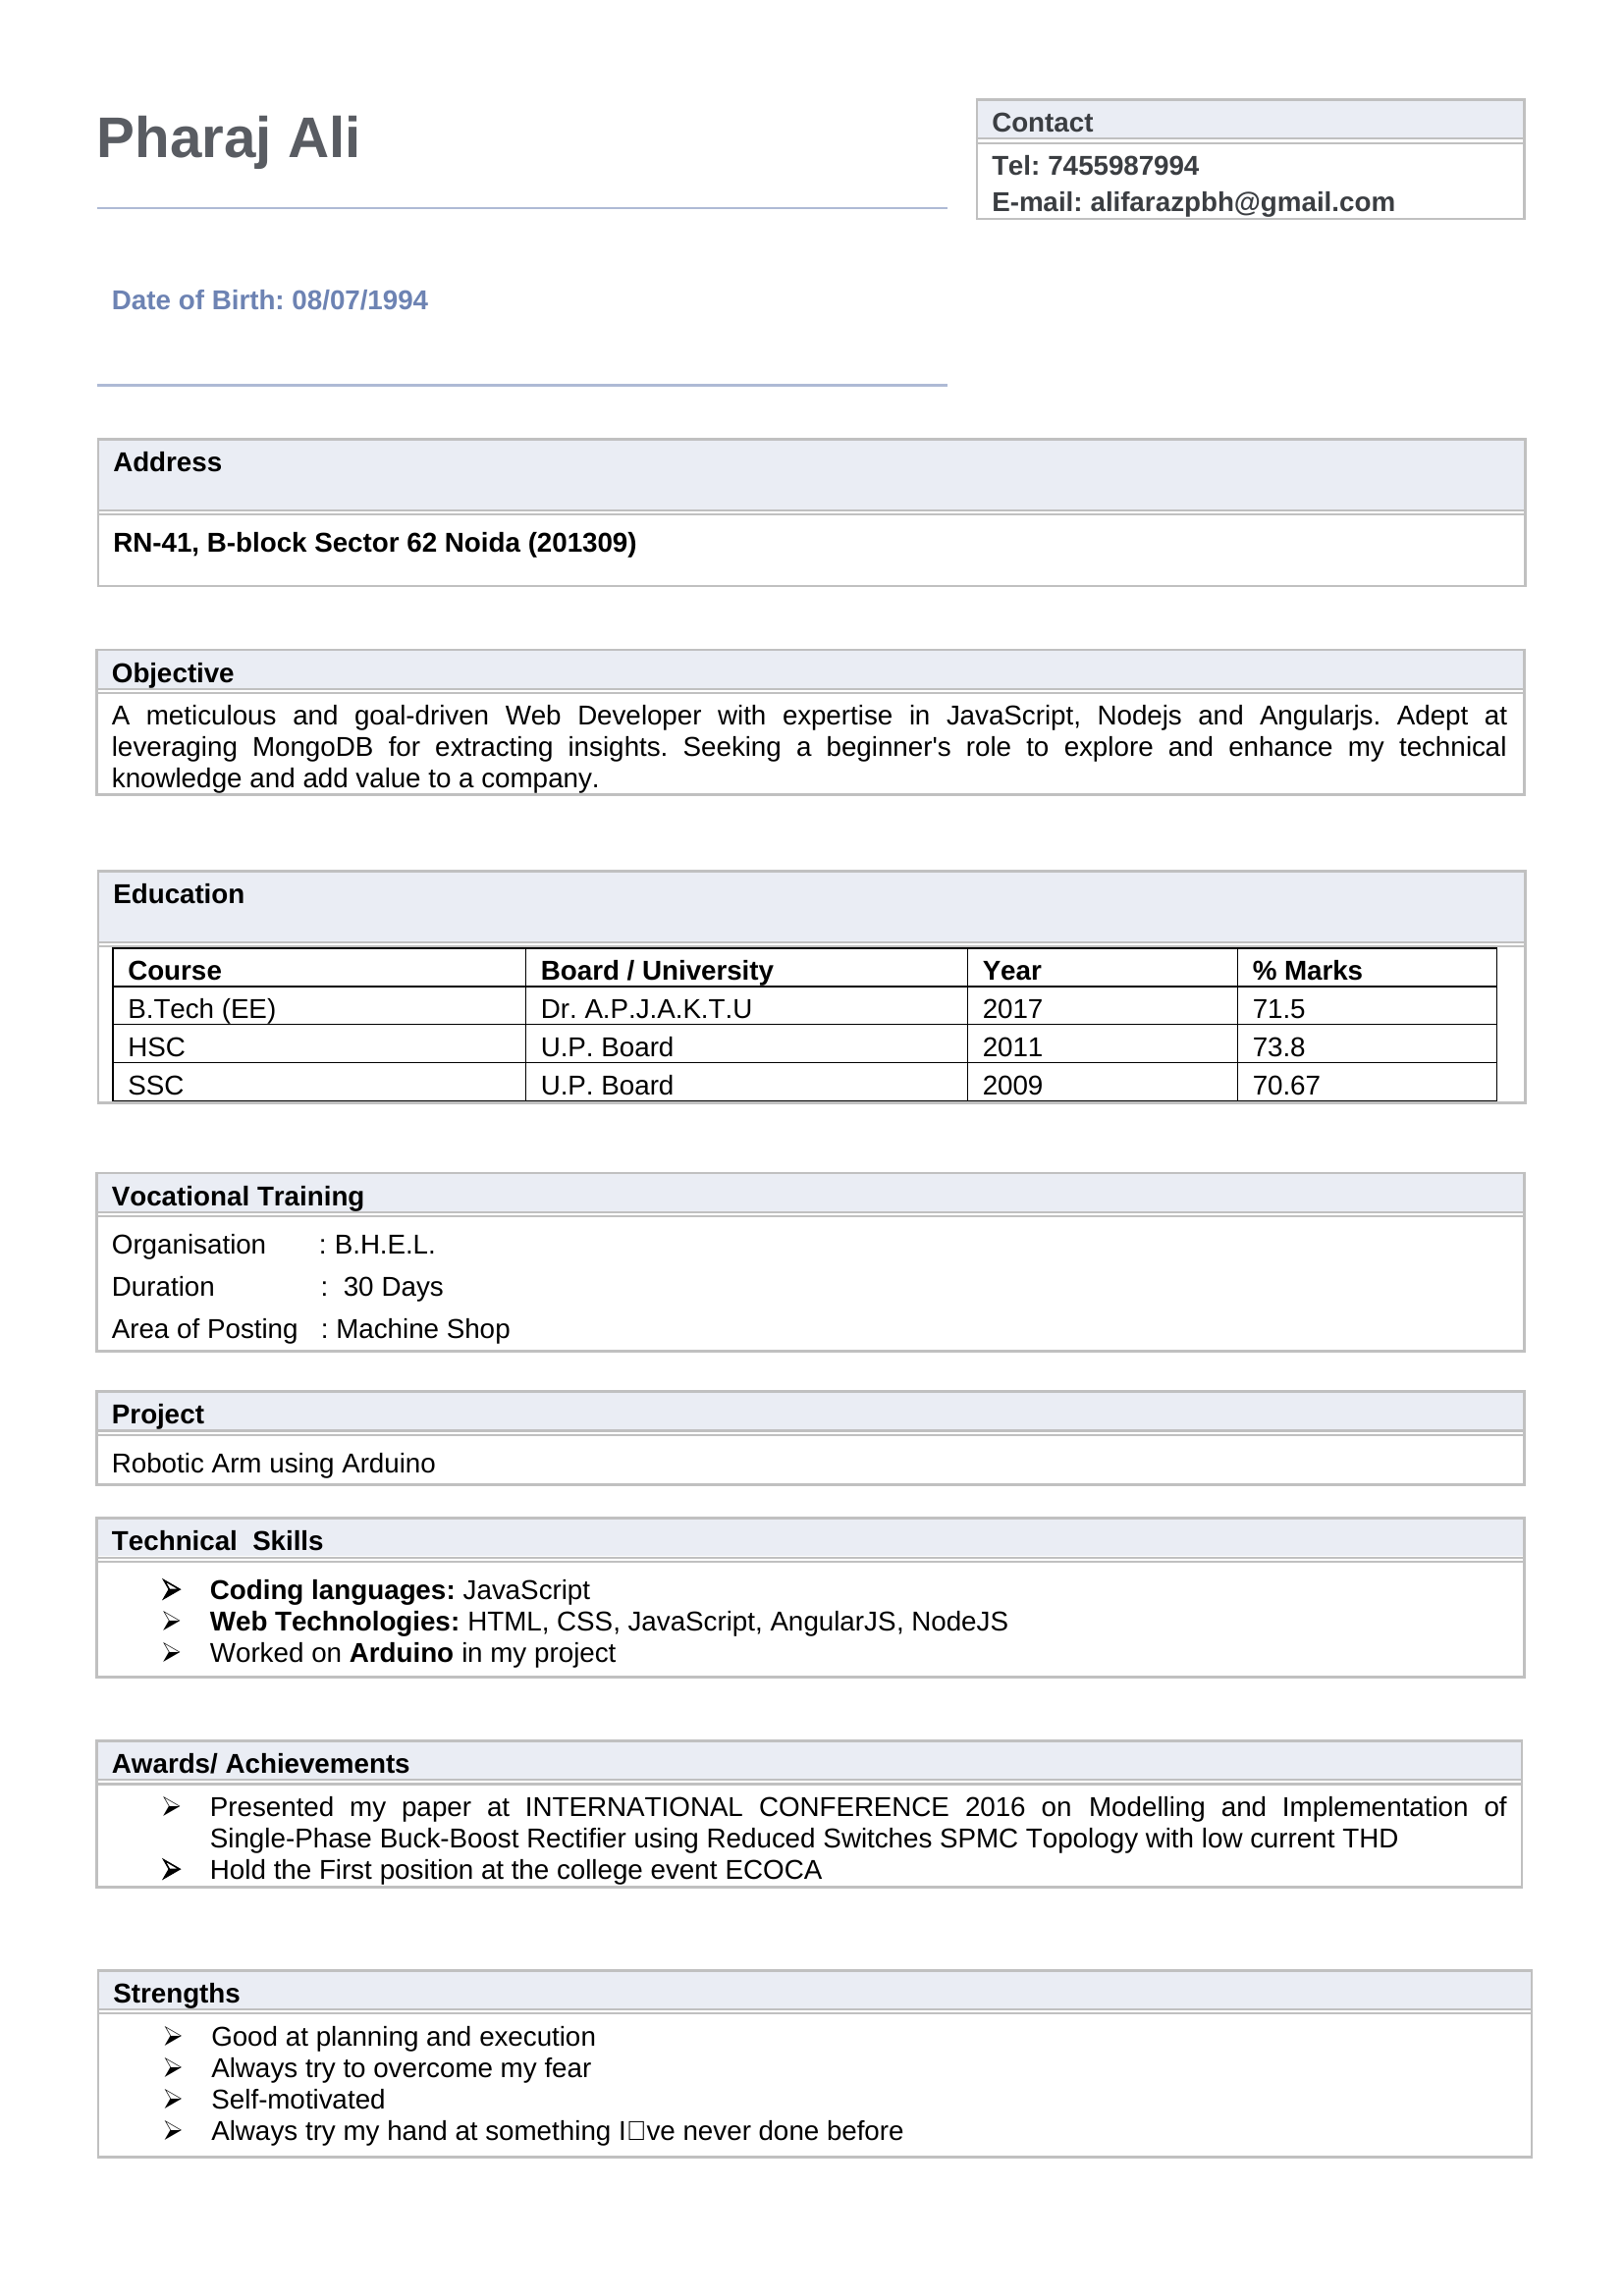 Pharaj Ali
Contact
Tel: 7455987994
E-mail: alifarazpbh@gmail.com
Date of Birth: 08/07/1994
Address
RN-41, B-block Sector 62 Noida (201309)
Objective
A meticulous and goal-driven Web Developer with expertise in JavaScript, Nodejs and Angularjs. Adept at
leveraging MongoDB for extracting insights. Seeking a beginner's role to explore and enhance my technical
knowledge and add value to a company.
Education
Course Board / University Year % Marks
B.Tech (EE) Dr. A.P.J.A.K.T.U 2017 71.5
HSC U.P. Board 2011 73.8
SSC U.P. Board 2009 70.67
Vocational Training
Organisation : B.H.E.L.
Duration : 30 Days
Area of Posting : Machine Shop
Project
Robotic Arm using Arduino
Technical Skills
➢ Coding languages: JavaScript
➢ Web Technologies: HTML, CSS, JavaScript, AngularJS, NodeJS
➢ Worked on Arduino in my project
Awards/ Achievements
➢ Presented my paper at INTERNATIONAL CONFERENCE 2016 on Modelling and Implementation of
Single-Phase Buck-Boost Rectifier using Reduced Switches SPMC Topology with low current THD
➢ Hold the First position at the college event ECOCA
Strengths
➢ Good at planning and execution
➢ Always try to overcome my fear
➢ Self-motivated
➢ Always try my hand at something I□ve never done before